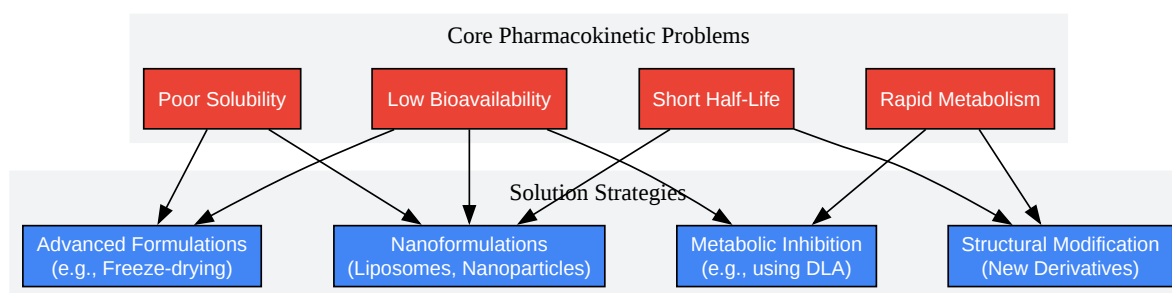 Core Pharmacokinetic Problems
Poor Solubility
Low Bioavailability
Short Half-Life
Rapid Metabolism
Solution Strategies
Advanced Formulations
(e.g., Freeze-drying)
Nanoformulations
(Liposomes, Nanoparticles)
Metabolic Inhibition
(e.g., using DLA)
Structural Modification
(New Derivatives)